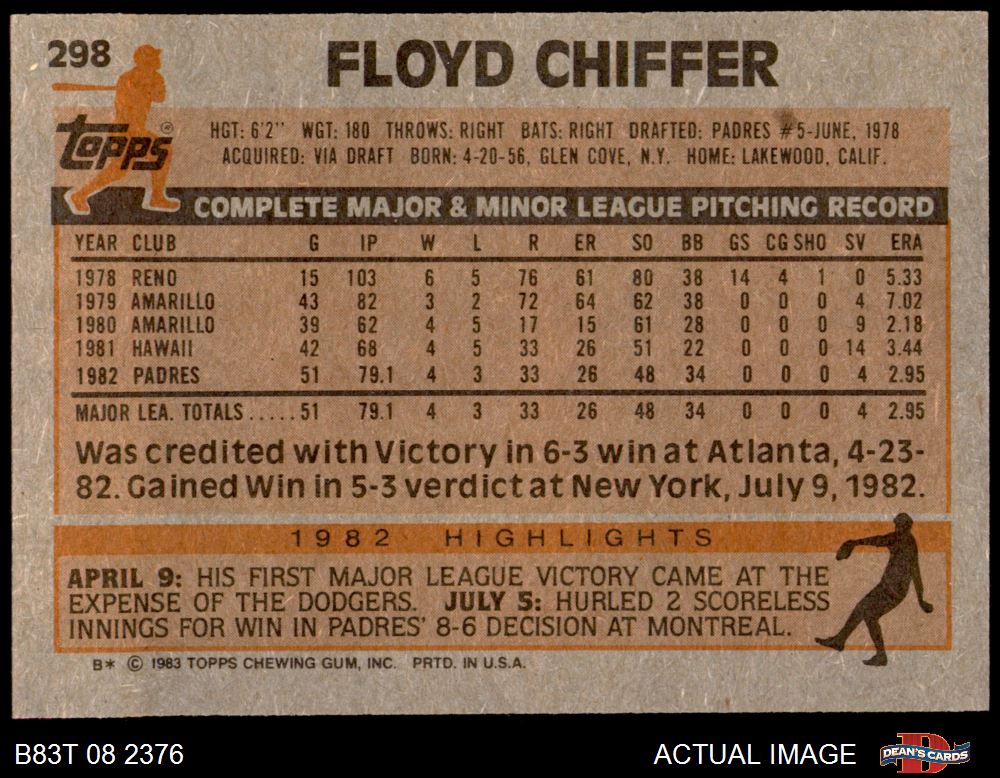 298
FLOYD CHIFFER
Topps®
HGT: 6'2" WGT: 180 THROWS: RIGHT BATS: RIGHT DRAFTED: PADRES #5-JUNE, 1978
ACQUIRED: VIA DRAFT BORN: 4-20-56, GLEN COVE, N.Y. HOME: LAKEWOOD, CALIF.
COMPLETE MAJOR & MINOR LEAGUE PITCHING RECORD
YEAR CLUB G IP W L R ER SO BB GS CG SHO SV ERA
1978 RENO 15 103 6 5 76 61 80 38 14 4 1 0 5.33
1979 AMARILLO 43 82 3 2 72 64 62 38 0 0 0 4 7.02
1980 AMARILLO 39 62 4 5 17 15 61 28 0 0 0 9 2.18
1981 HAWAII 42 68 4 5 33 26 51 22 0 0 0 14 3.44
1982 PADRES 51 79.1 4 3 33 26 48 34 0 0 0 4 2.95
MAJOR LEA. TOTALS.....51 79.1 4 3 33 26 48 34 0 0 0 4 2.95
Was credited with Victory in 6-3 win at Atlanta, 4-23-
82. Gained Win in 5-3 verdict at New York, July 9, 1982.
1982 HIGHLIGHTS
APRIL 9: HIS FIRST MAJOR LEAGUE VICTORY CAME AT THE
EXPENSE OF THE DODGERS. JULY 5: HURLED 2 SCORELESS
INNINGS FOR WIN IN PADRES' 8-6 DECISION AT MONTREAL.
B* © 1983 TOPPS CHEWING GUM, INC. PRTD. IN U.S.A.
B83T 08 2376
ACTUAL IMAGE
D
DEAN'S CARDS